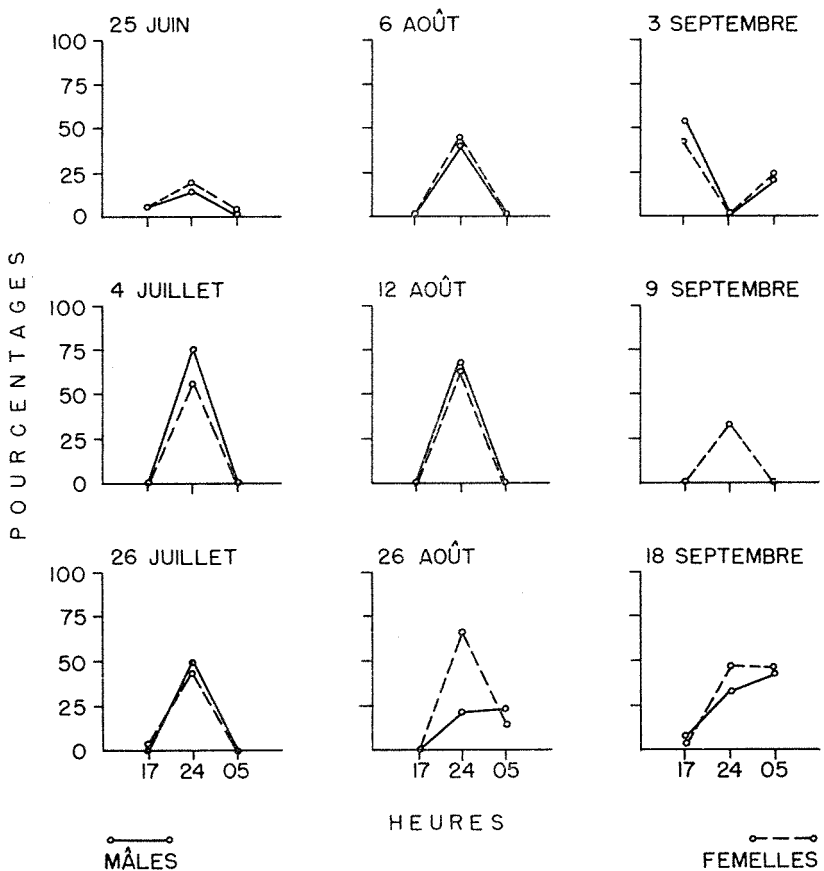 25 JUIN
6 AOÛT
3 SEPTEMBRE
100
75
50
25
0
4 JUILLET
12 AOÛT
9 SEPTEMBRE
100
75
50
25
0
POURCENTAGES
26 JUILLET
26 AOÛT
18 SEPTEMBRE
100
75
50
25
0
17 24 05
17 24 05
17 24 05
HEURES
MÂLES
FEMELLES